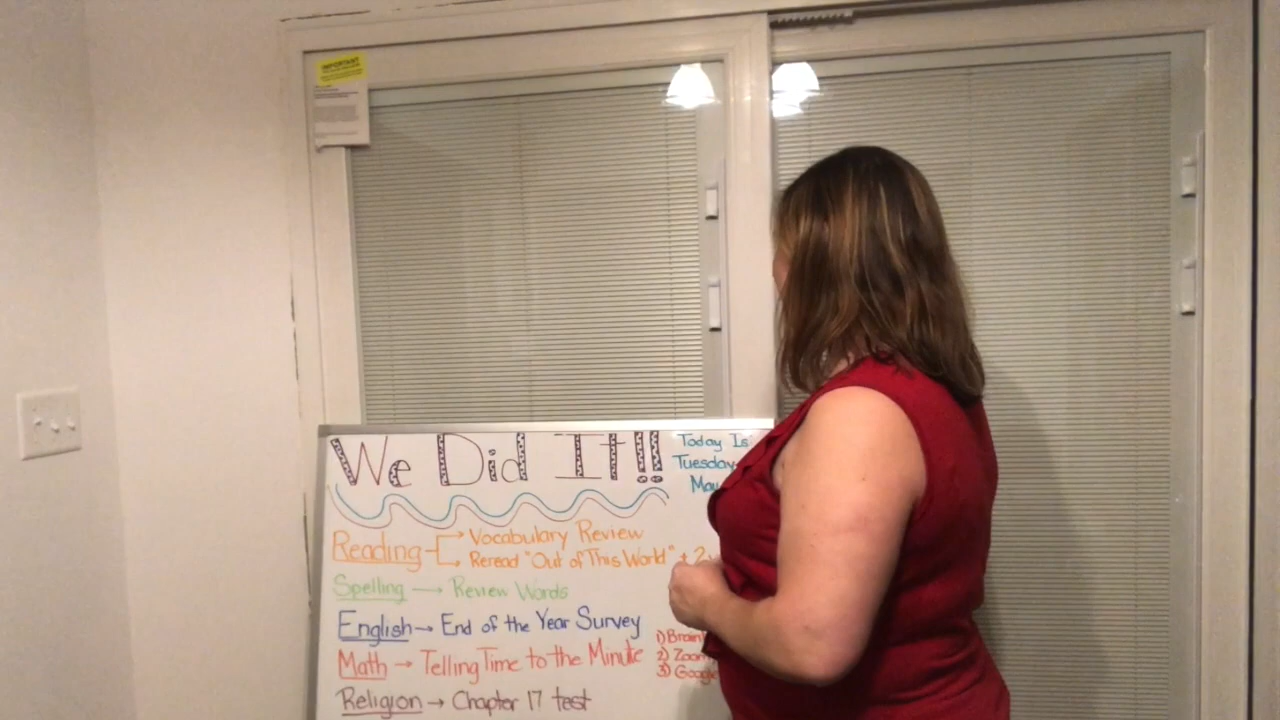 IMPORTANT
We Did It!!
Today Is
Tuesday
May
Reading → Vocabulary Review
→ Reread "Out of This World" + 2
Spelling → Review Words
English → End of the Year Survey
Math → Telling Time to the Minute
1) Brain
2) Zoom
3) Google
Religion → Chapter 17 test